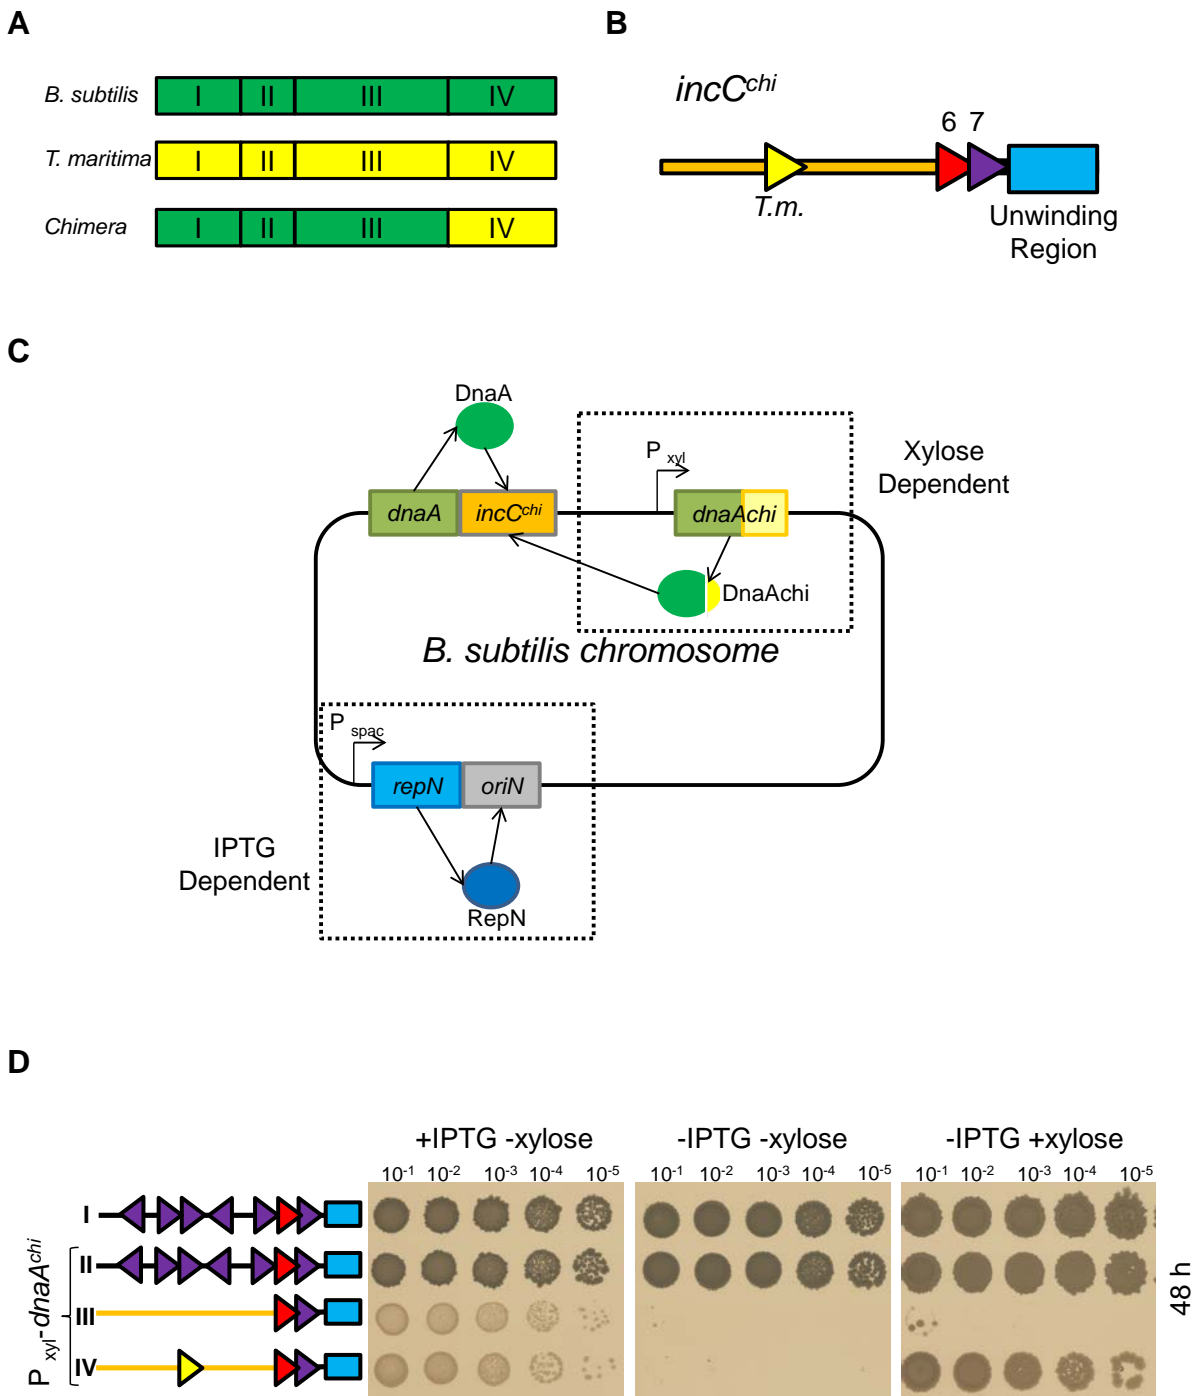 A
B. subtilis I II III IV
T. maritima I II III IV
Chimera I II III IV
B
incC^chi
6 7
T.m.
Unwinding
Region
C
DnaA
P xyl
Xylose
Dependent
dnaA incC^chi dnaAchi
DnaAchi
B. subtilis chromosome
P spac
repN oriN
IPTG
Dependent
RepN
D
+IPTG -xylose -IPTG -xylose -IPTG +xylose
10^-1 10^-2 10^-3 10^-4 10^-5 10^-1 10^-2 10^-3 10^-4 10^-5 10^-1 10^-2 10^-3 10^-4 10^-5
I
II
III
IV
P xyl-dnaA^chi
48 h